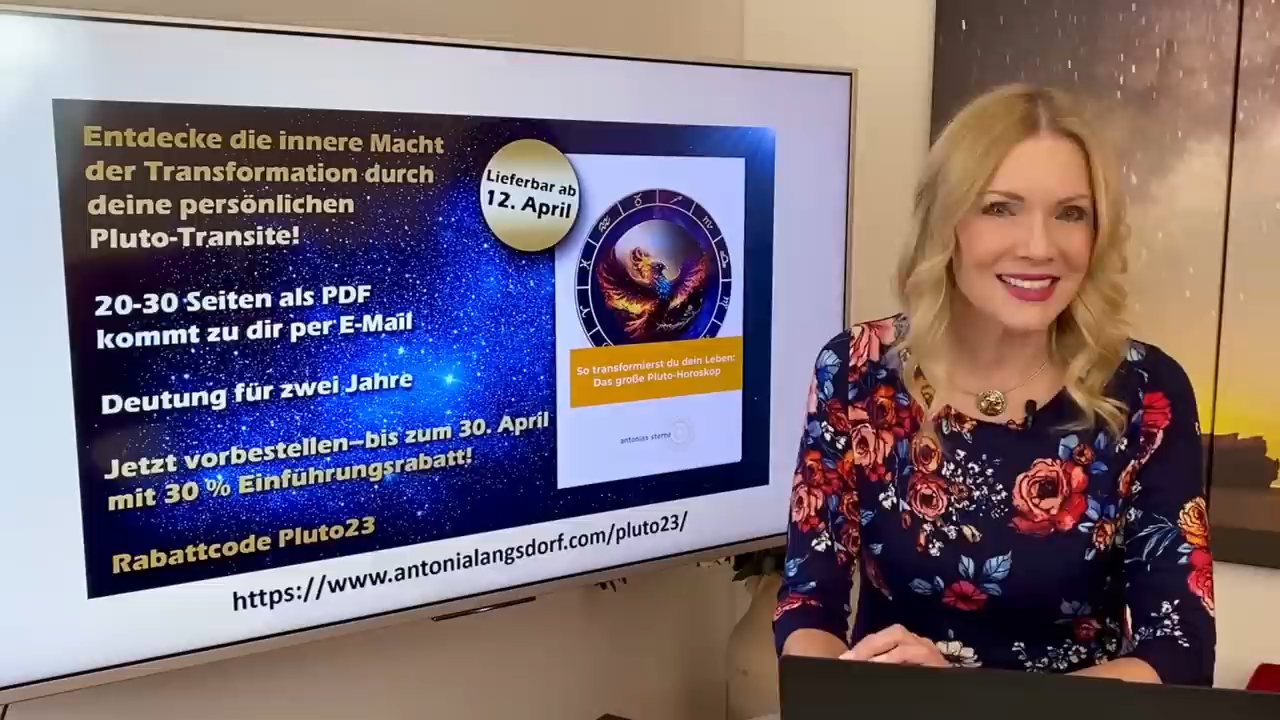 Entdecke die innere Macht
der Transformation durch
deine persönlichen
Pluto-Transite!
20-30 Seiten als PDF
kommt zu dir per E-Mail
Deutung für zwei Jahre
Jetzt vorbestellen–bis zum 30. April
mit 30 % Einführungsrabatt!
Rabattcode Pluto23
Lieferbar ab
12. April
So transformierst du dein Leben:
Das große Pluto-Horoskop
antonias sterne
https://www.antonialangsdorf.com/pluto23/